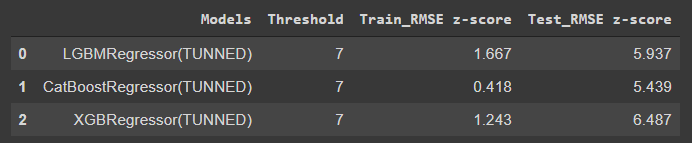 Models Threshold Train_RMSE z-score Test_RMSE z-score
0 LGBMRegressor(TUNNED) 7 1.667 5.937
1 CatBoostRegressor(TUNNED) 7 0.418 5.439
2 XGBRegressor(TUNNED) 7 1.243 6.487